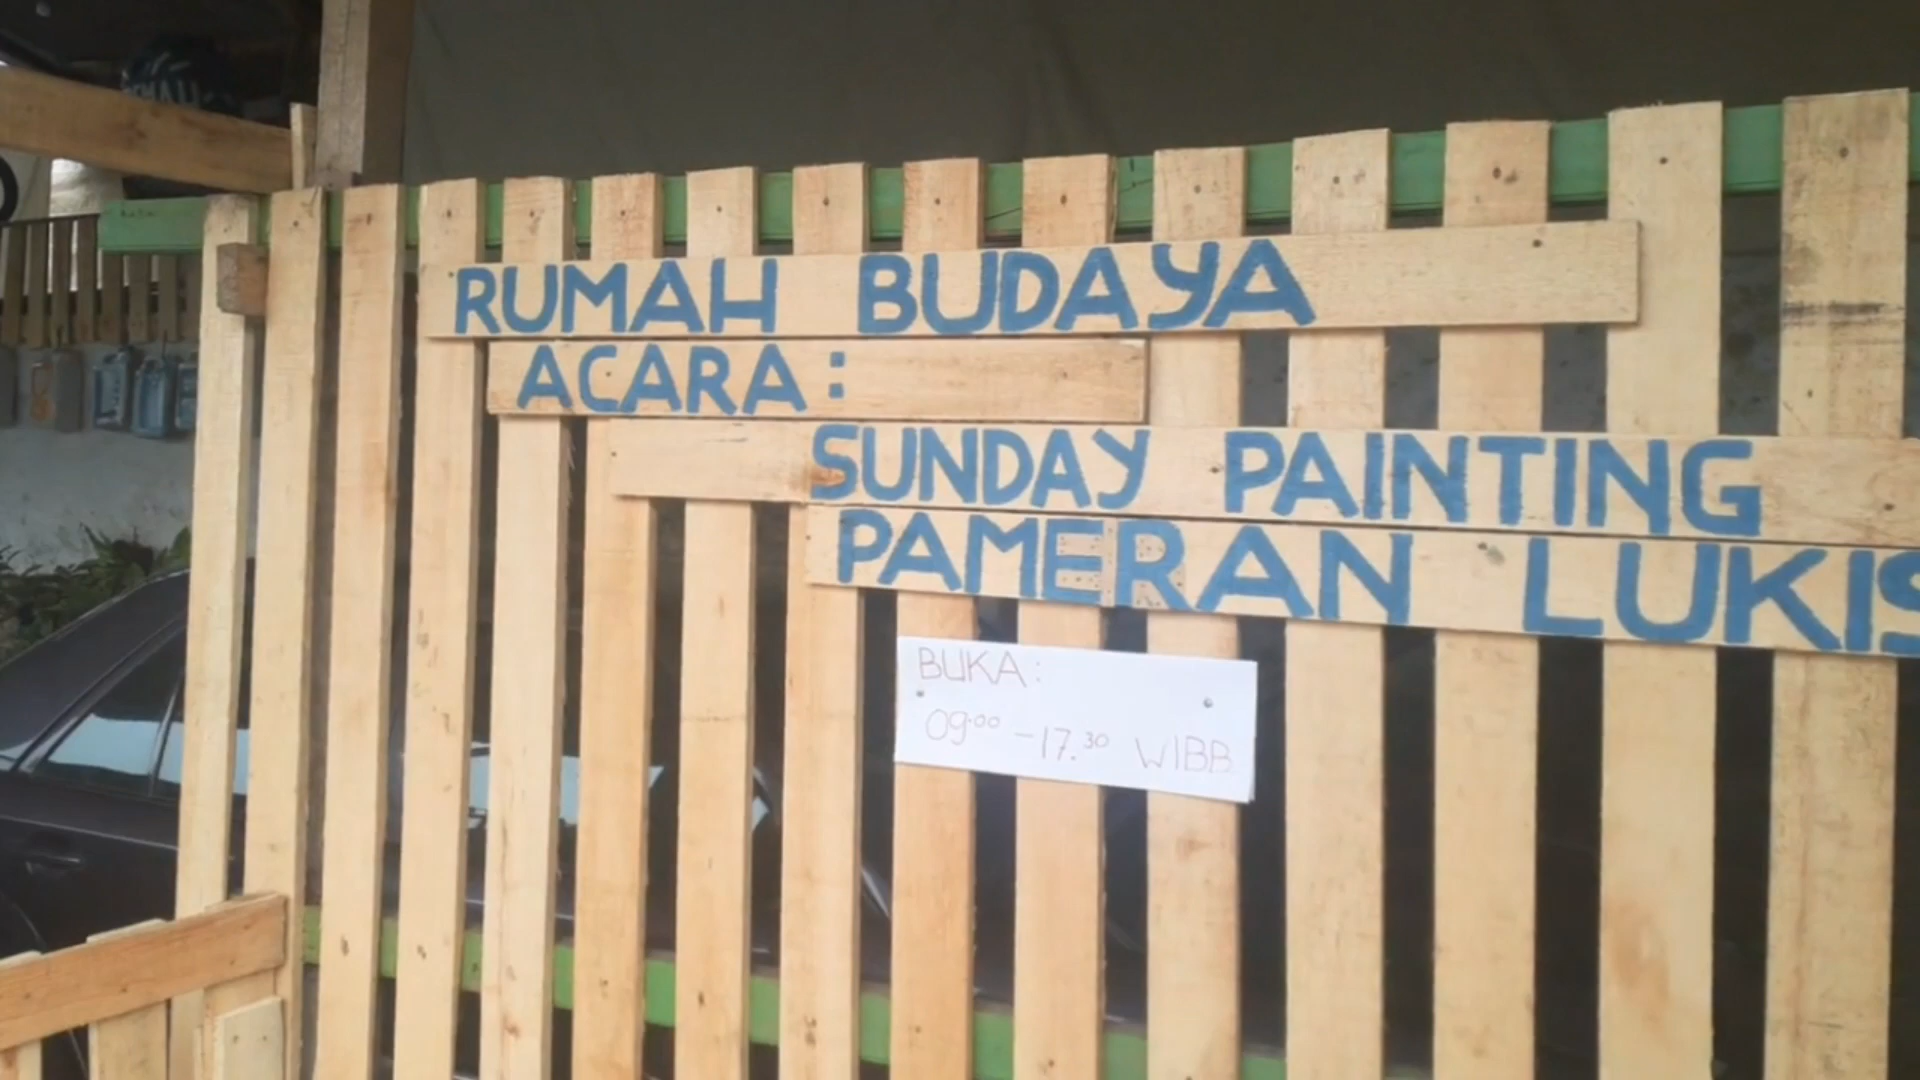 RUMAH BUDAYA
ACARA:
SUNDAY PAINTING
PAMERAN LUKIS
BUKA:
09.00 - 17.30 WIBB